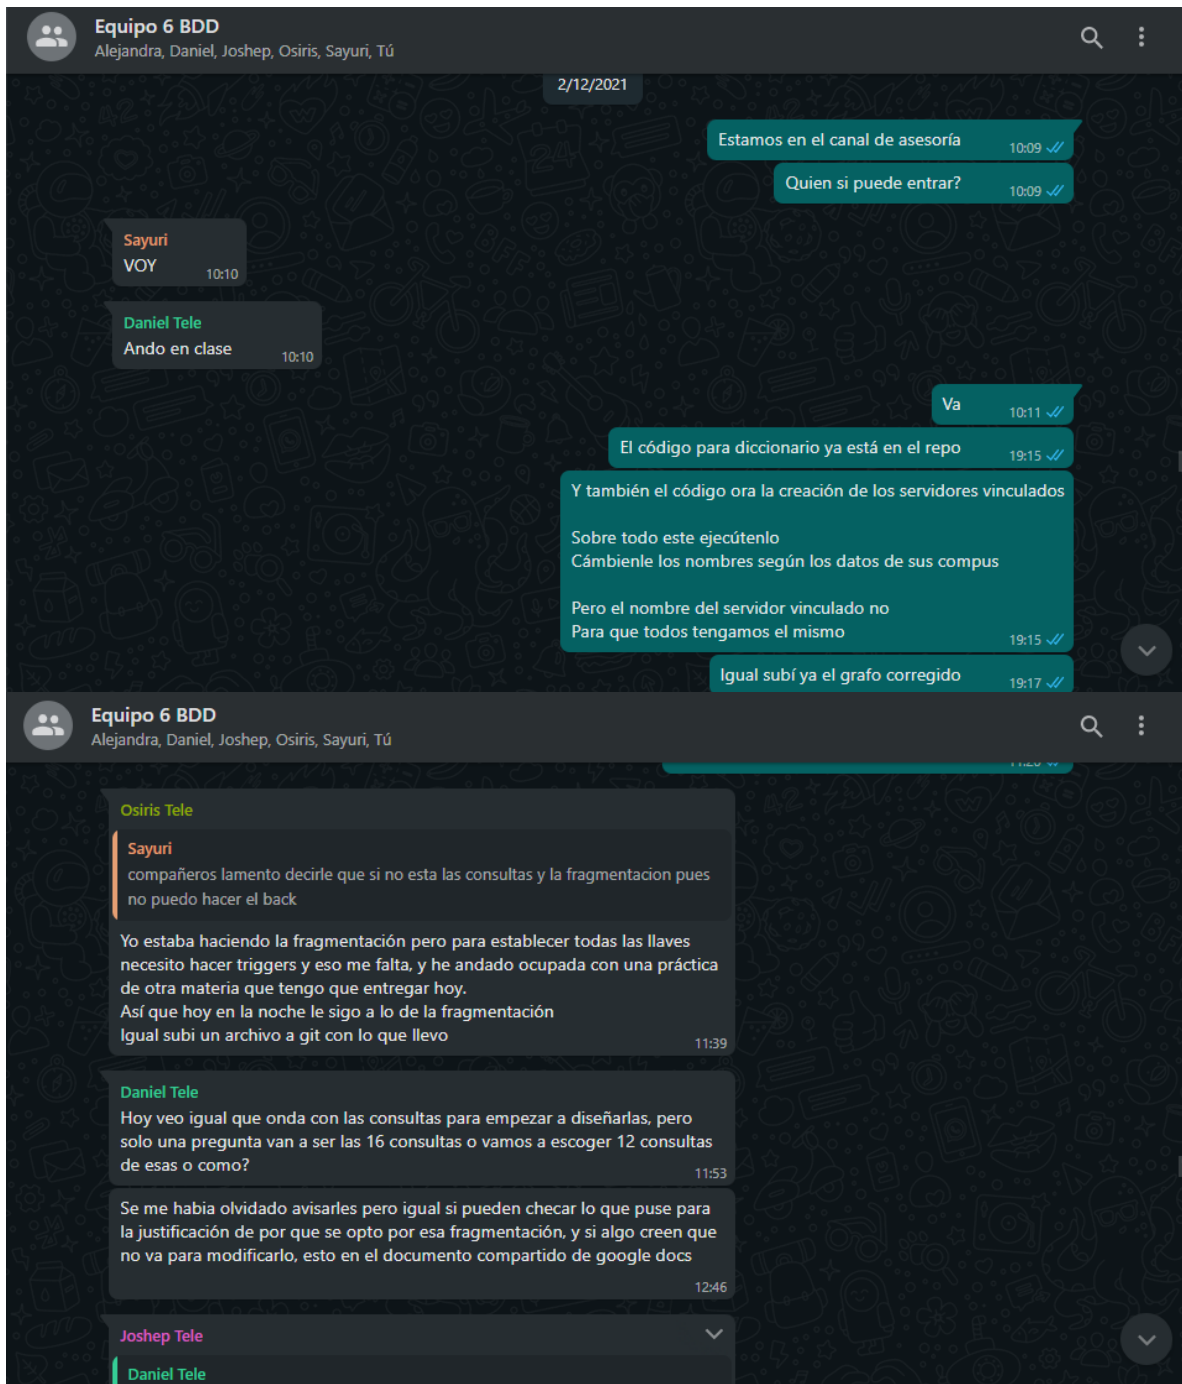 Equipo 6 BDD
Alejandra, Daniel, Joshep, Osiris, Sayuri, Tú
2/12/2021
Estamos en el canal de asesoría 10:09
Quien si puede entrar? 10:09
Sayuri
VOY 10:10
Daniel Tele
Ando en clase 10:10
Va 10:11
El código para diccionario ya está en el repo 19:15
Y también el código ora la creación de los servidores vinculados
Sobre todo este ejecútenlo
Cámbienle los nombres según los datos de sus compus
Pero el nombre del servidor vinculado no
Para que todos tengamos el mismo 19:15
Igual subí ya el grafo corregido 19:17
Equipo 6 BDD
Alejandra, Daniel, Joshep, Osiris, Sayuri, Tú
Osiris Tele
Sayuri
compañeros lamento decirle que si no esta las consultas y la fragmentacion pues
no puedo hacer el back
Yo estaba haciendo la fragmentación pero para establecer todas las llaves
necesito hacer triggers y eso me falta, y he andado ocupada con una práctica
de otra materia que tengo que entregar hoy.
Así que hoy en la noche le sigo a lo de la fragmentación
Igual subi un archivo a git con lo que llevo 11:39
Daniel Tele
Hoy veo igual que onda con las consultas para empezar a diseñarlas, pero
solo una pregunta van a ser las 16 consultas o vamos a escoger 12 consultas
de esas o como? 11:53
Se me habia olvidado avisarles pero igual si pueden checar lo que puse para
la justificación de por que se opto por esa fragmentación, y si algo creen que
no va para modificarlo, esto en el documento compartido de google docs
12:46
Joshep Tele
Daniel Tele